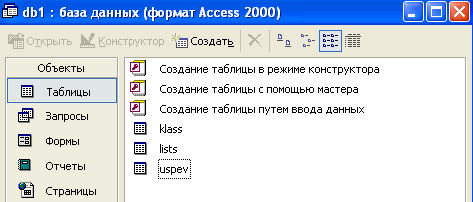 db1 : база данных (формат Access 2000)
Открыть Конструктор Создать
Объекты
Таблицы
Запросы
Формы
Отчеты
Страницы
Создание таблицы в режиме конструктора
Создание таблицы с помощью мастера
Создание таблицы путем ввода данных
klass
lists
uspev